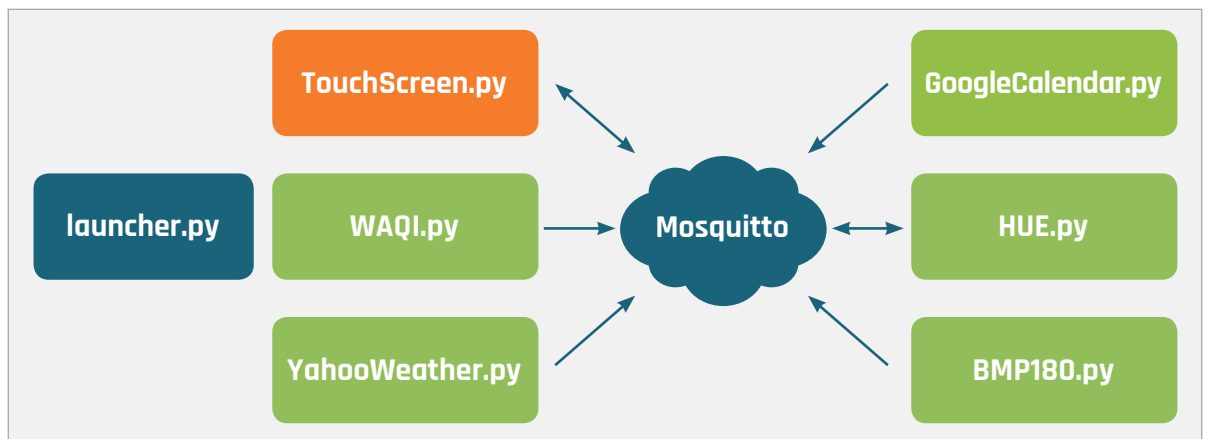 TouchScreen.py
GoogleCalendar.py
launcher.py
WAQI.py
Mosquitto
HUE.py
YahooWeather.py
BMP180.py